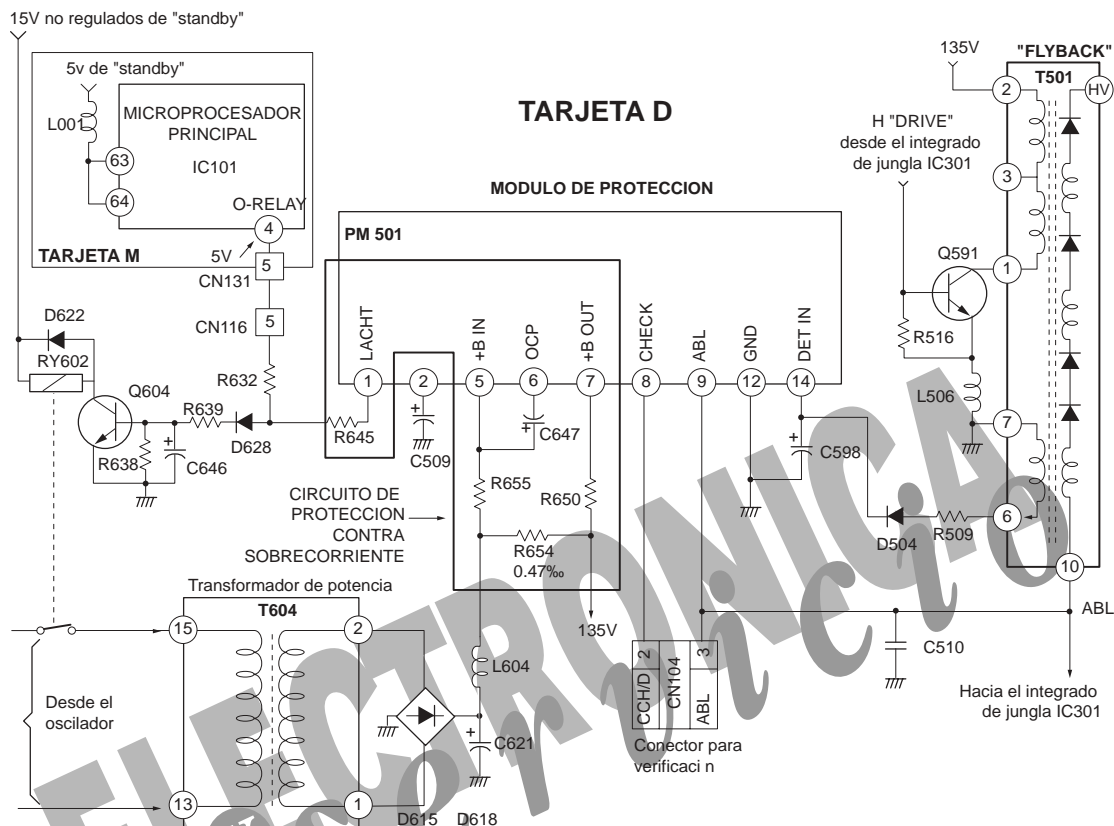 15V no regulados de "standby"
5v de "standby"
L001
MICROPROCESADOR
PRINCIPAL
IC101
63
64
O-RELAY
4
5V
TARJETA M
5
CN131
CN116
5
TARJETA D
MODULO DE PROTECCION
PM 501
LACHT
+B IN
OCP
+B OUT
CHECK
ABL
GND
DET IN
1
2
5
6
7
8
9
12
14
135V
"FLYBACK"
T501
2
HV
H "DRIVE"
desde el integrado
de jungla IC301
3
1
Q591
R516
L506
7
6
10
D622
RY602
Q604
R632
R639
D628
R638
C646
R645
C509
C647
R655
R650
R654
0.47‰
CIRCUITO DE
PROTECCION
CONTRA
SOBRECORRIENTE
C598
D504
R509
ABL
C510
Hacia el integrado
de jungla IC301
135V
L604
C621
2
3
CCH/D
CN104
ABL
Conector para
verificaci n
Transformador de potencia
T604
15
2
13
1
Desde el
oscilador
D615
D618
ELECTRONICA